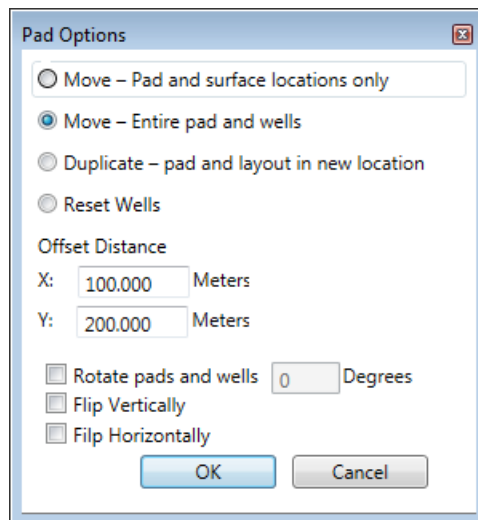 Pad Options
Move – Pad and surface locations only
Move – Entire pad and wells
Duplicate – pad and layout in new location
Reset Wells
Offset Distance
X: 100.000 Meters
Y: 200.000 Meters
Rotate pads and wells 0 Degrees
Flip Vertically
Filp Horizontally
OK Cancel